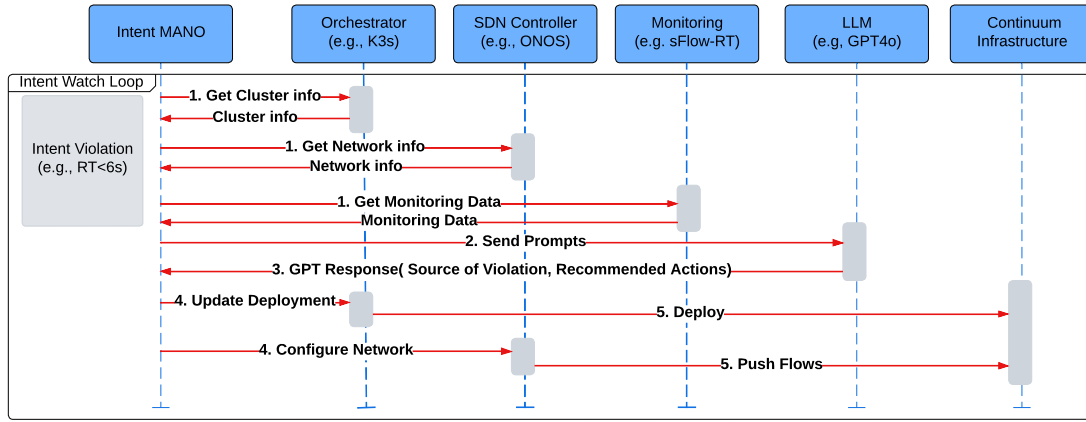 Intent MANO
Orchestrator
(e.g., K3s)
SDN Controller
(e.g., ONOS)
Monitoring
(e.g. sFlow-RT)
LLM
(e.g, GPT4o)
Continuum
Infrastructure
Intent Watch Loop
Intent Violation
(e.g., RT<6s)
1. Get Cluster info
Cluster info
1. Get Network info
Network info
1. Get Monitoring Data
Monitoring Data
2. Send Prompts
3. GPT Response( Source of Violation, Recommended Actions)
4. Update Deployment
5. Deploy
4. Configure Network
5. Push Flows